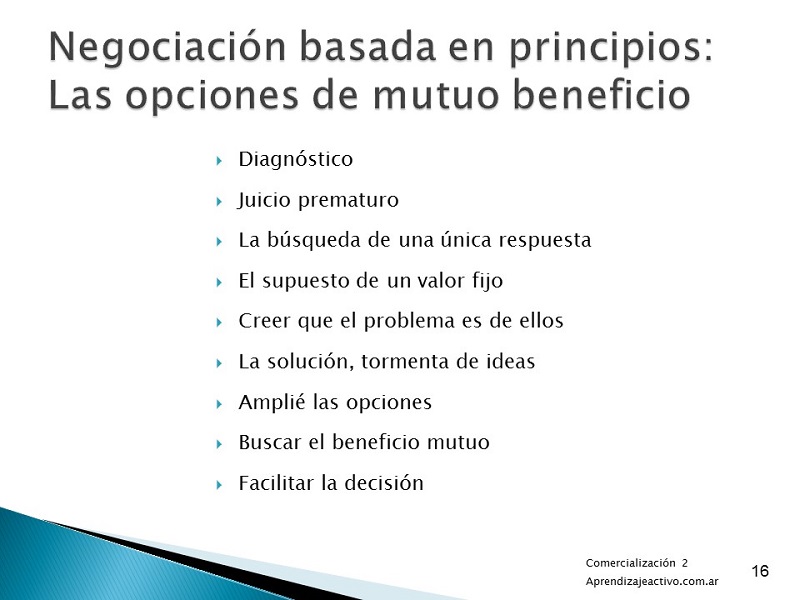 Negociación basada en principios:
Las opciones de mutuo beneficio
Diagnóstico
Juicio prematuro
La búsqueda de una única respuesta
El supuesto de un valor fijo
Creer que el problema es de ellos
La solución, tormenta de ideas
Amplié las opciones
Buscar el beneficio mutuo
Facilitar la decisión
Comercialización 2
Aprendizajeactivo.com.ar
16